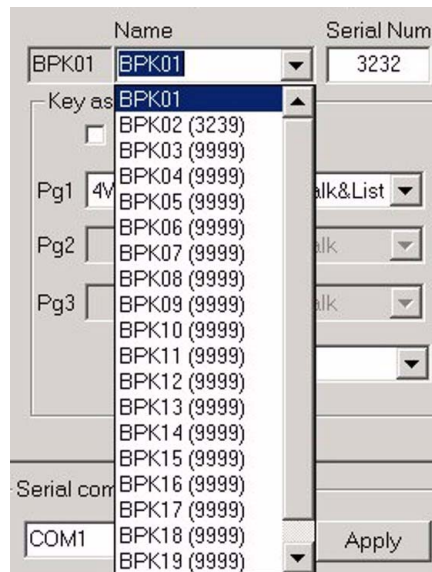 Name Serial Num
BPK01 BPK01 3232
Key as BPK01
BPK02 (3239)
BPK03 (9999)
BPK04 (9999)
Pg1 4V BPK05 (9999) alk&List
BPK06 (9999)
Pg2 BPK07 (9999) alk
BPK08 (9999)
Pg3 BPK09 (9999) alk
BPK10 (9999)
BPK11 (9999)
BPK12 (9999)
BPK13 (9999)
BPK14 (9999)
BPK15 (9999)
Serial com BPK16 (9999)
BPK17 (9999)
COM1 BPK18 (9999) Apply
BPK19 (9999)